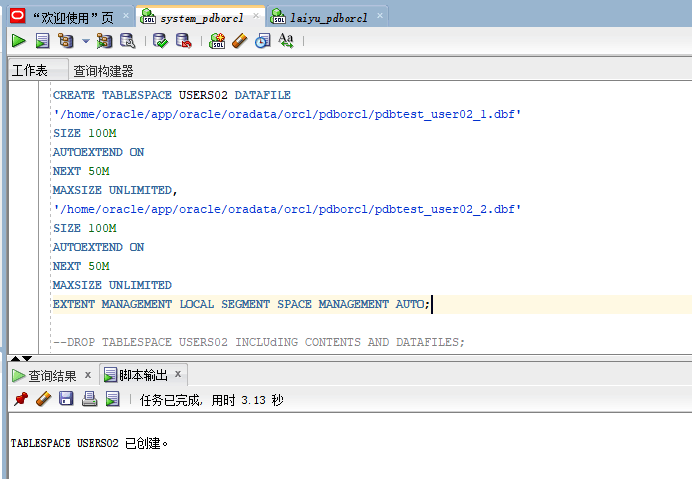 “欢迎使用”页 system_pdborcl laiyu_pdborcl
工作表 查询构建器
CREATE TABLESPACE USERS02 DATAFILE
'/home/oracle/app/oracle/oradata/orcl/pdborcl/pdbtest_user02_1.dbf'
SIZE 100M
AUTOEXTEND ON
NEXT 50M
MAXSIZE UNLIMITED,
'/home/oracle/app/oracle/oradata/orcl/pdborcl/pdbtest_user02_2.dbf'
SIZE 100M
AUTOEXTEND ON
NEXT 50M
MAXSIZE UNLIMITED
EXTENT MANAGEMENT LOCAL SEGMENT SPACE MANAGEMENT AUTO;
--DROP TABLESPACE USERS02 INCLUdING CONTENTS AND DATAFILES;
查询结果 x 脚本输出 x
任务已完成, 用时 3.13 秒
TABLESPACE USERS02 已创建。